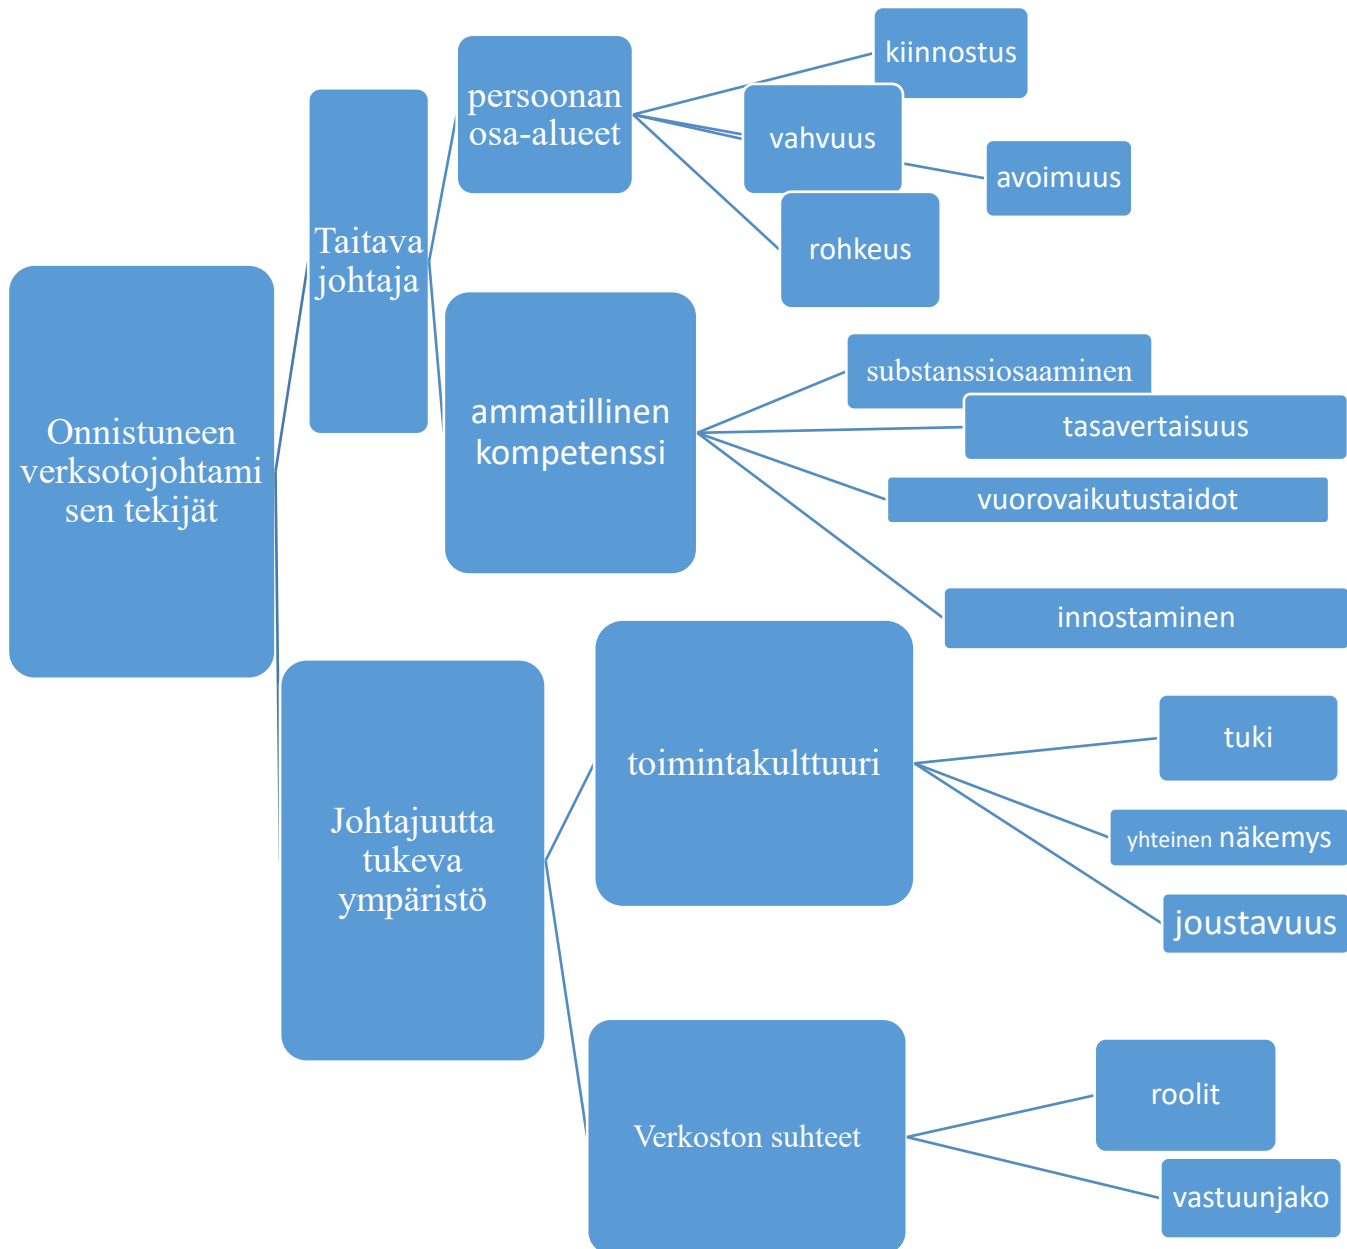 Onnistuneen
verksotojohtami
sen tekijät
Taitava
johtaja
persoonan
osa-alueet
kiinnostus
vahvuus
avoimuus
rohkeus
ammatillinen
kompetenssi
substanssiosaaminen
tasavertaisuus
vuorovaikutustaidot
innostaminen
Johtajuutta
tukeva
ympäristö
toimintakulttuuri
tuki
yhteinen näkemys
joustavuus
Verkoston suhteet
roolit
vastuunjako